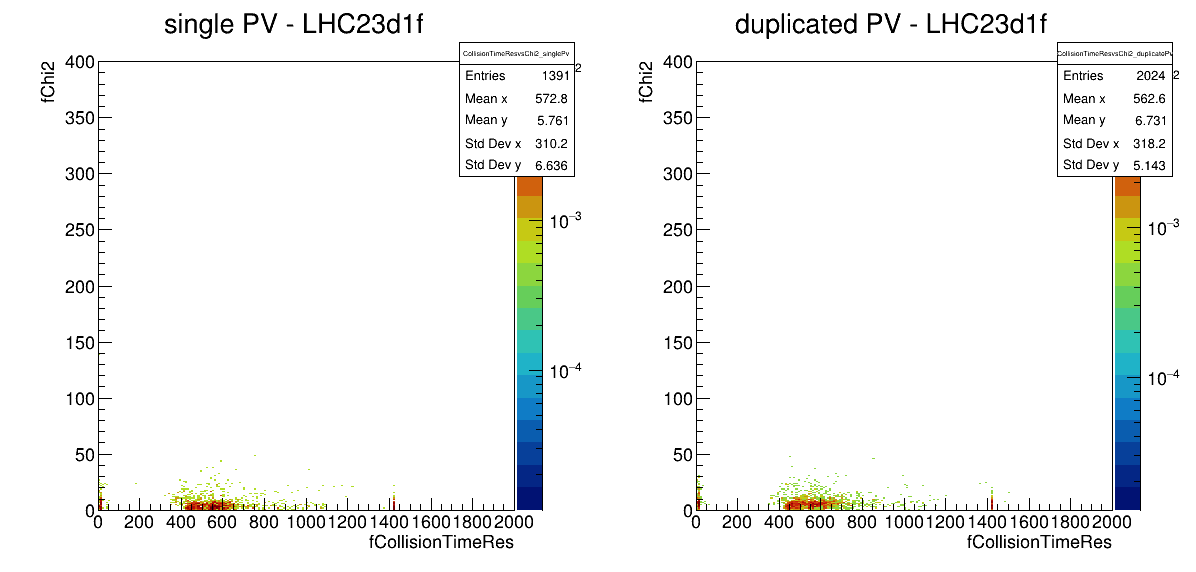 single PV - LHC23d1f
CollisionTimeResvsChi2_singlePv
Entries 1391
Mean x 572.8
Mean y 5.761
Std Dev x 310.2
Std Dev y 6.636
fChi2
400
350
300
250
200
150
100
50
0
0 200 400 600 800 1000 1200 1400 1600 1800 2000
fCollisionTimeRes
2
10⁻³
10⁻⁴
duplicated PV - LHC23d1f
CollisionTimeResvsChi2_duplicatePv
Entries 2024
Mean x 562.6
Mean y 6.731
Std Dev x 318.2
Std Dev y 5.143
fChi2
400
350
300
250
200
150
100
50
0
0 200 400 600 800 1000 1200 1400 1600 1800 2000
fCollisionTimeRes
2
10⁻³
10⁻⁴